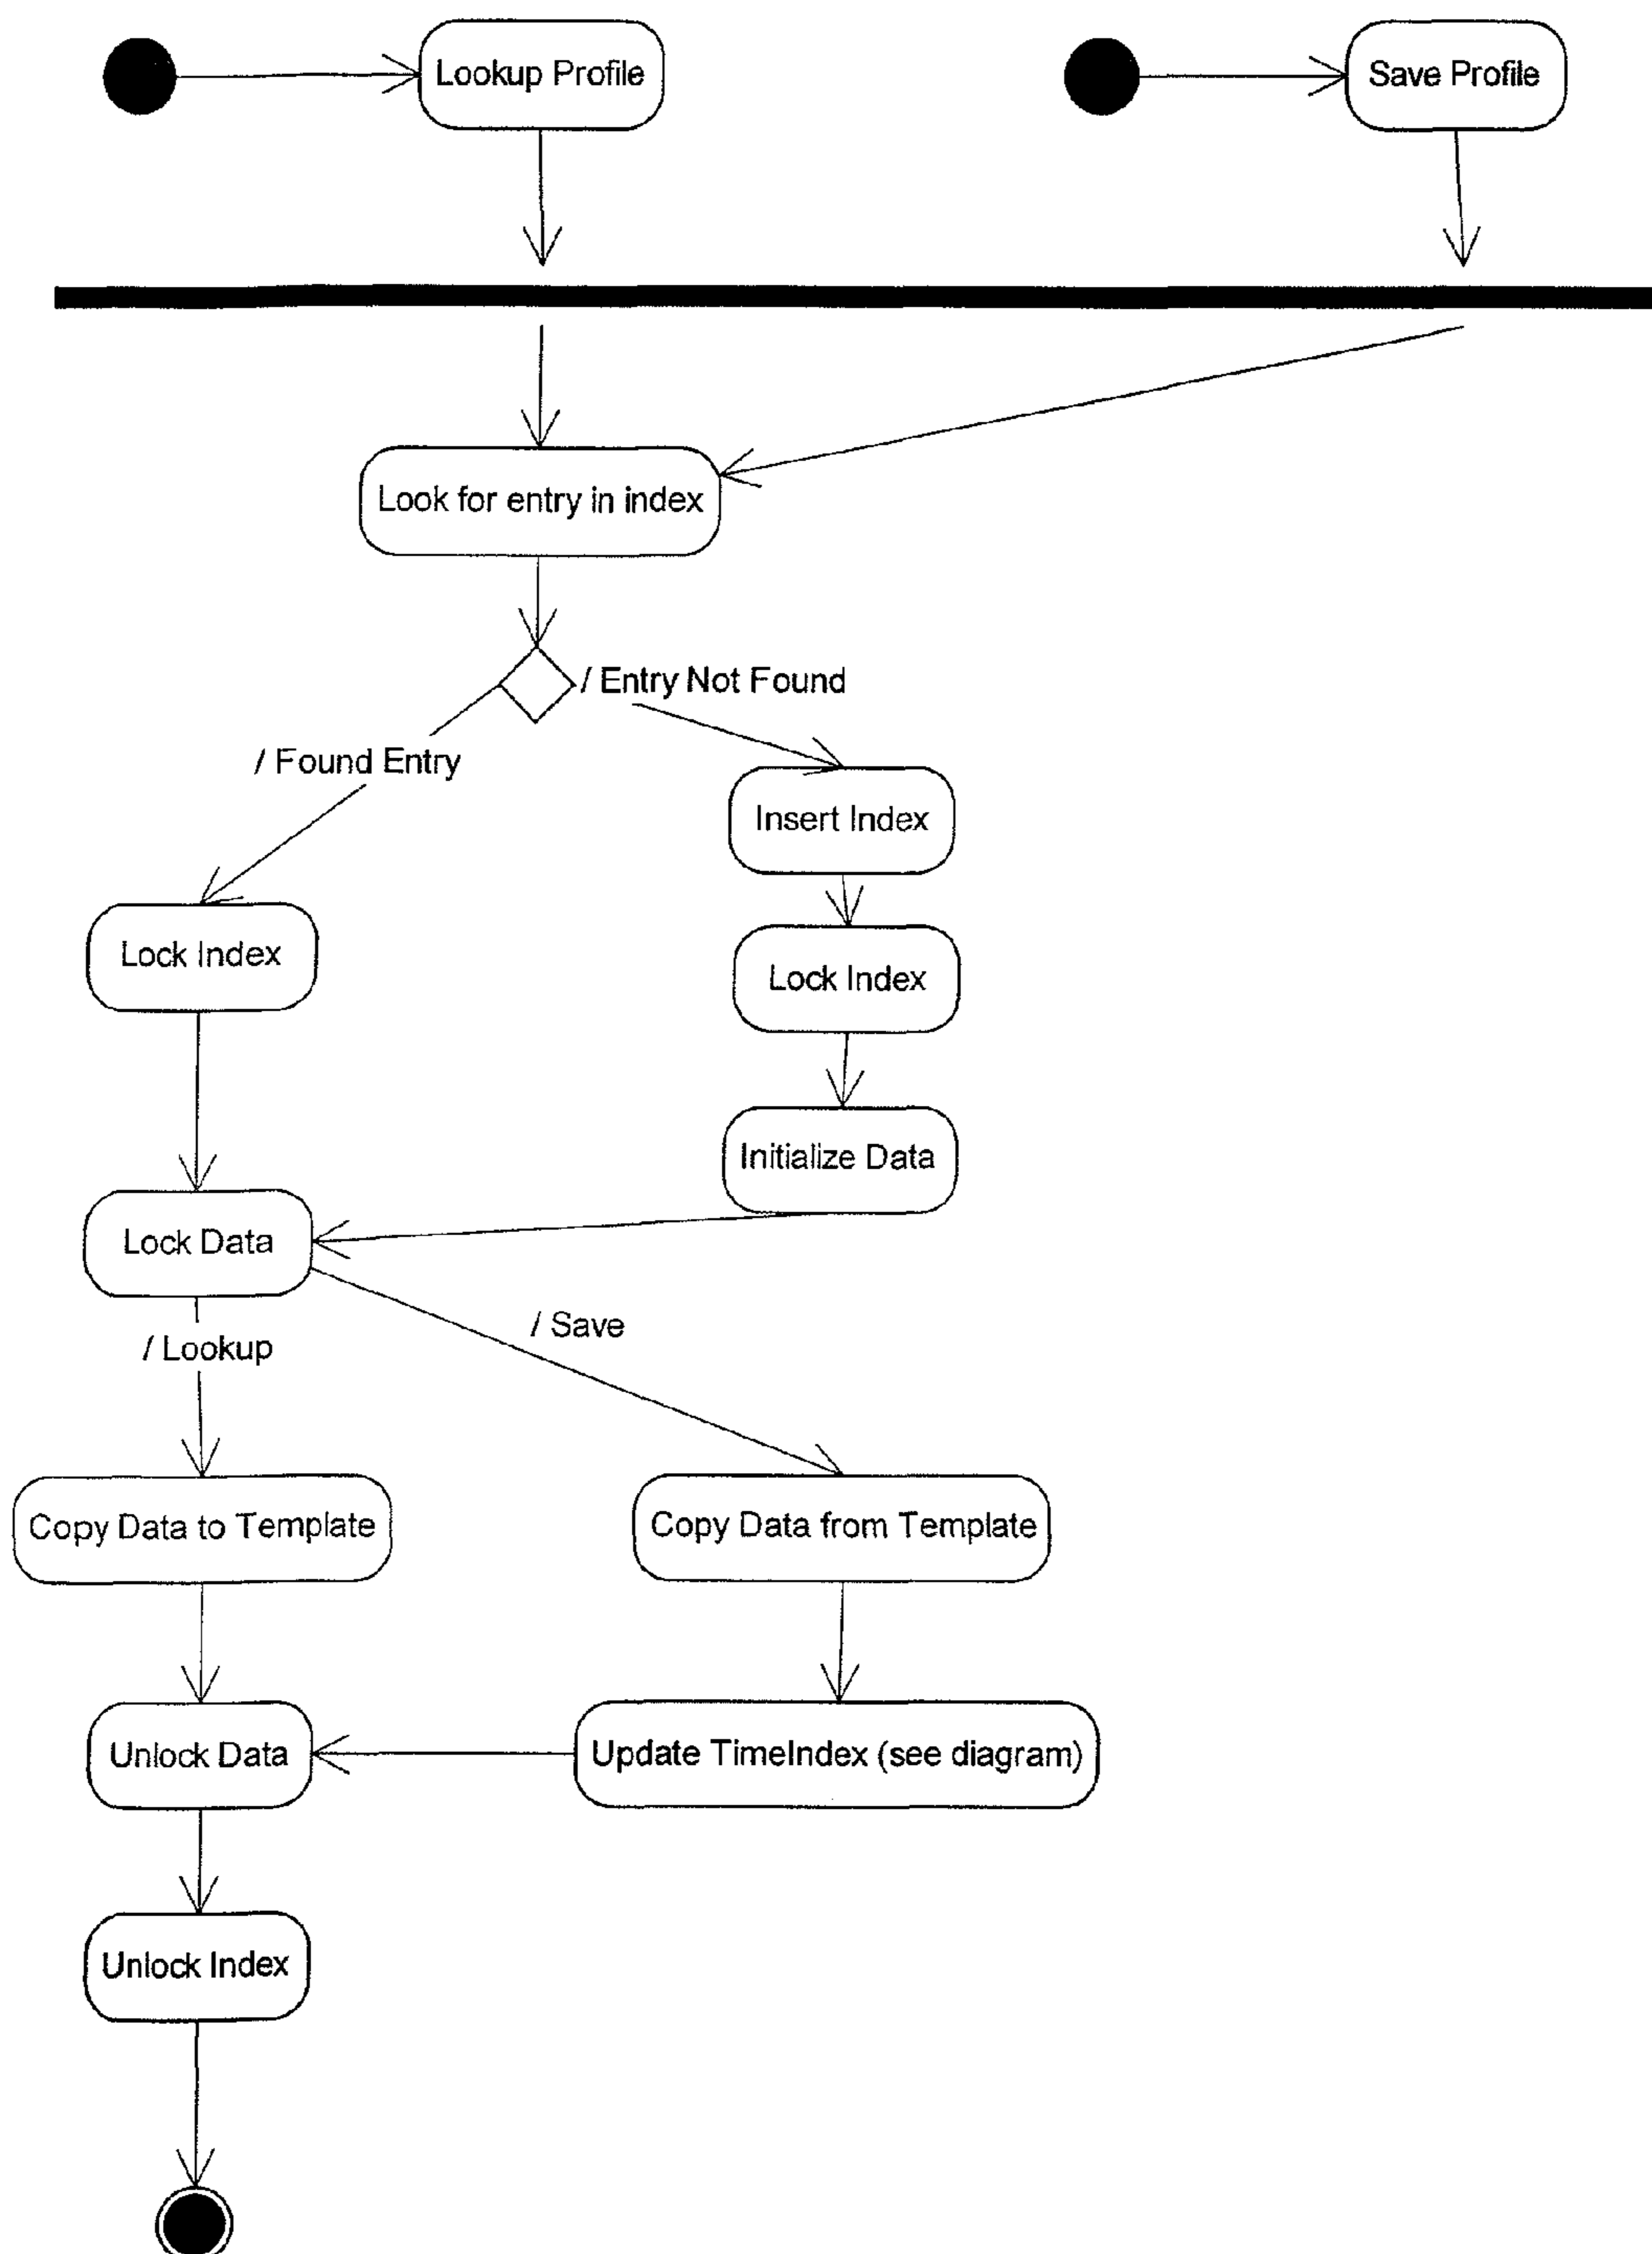 Lookup Profile
Save Profile
Look for entry in index
/ Entry Not Found
/ Found Entry
Insert Index
Lock Index
Lock Index
Initialize Data
Lock Data
/ Save
/ Lookup
Copy Data to Template
Copy Data from Template
Unlock Data
Update TimeIndex (see diagram)
Unlock Index